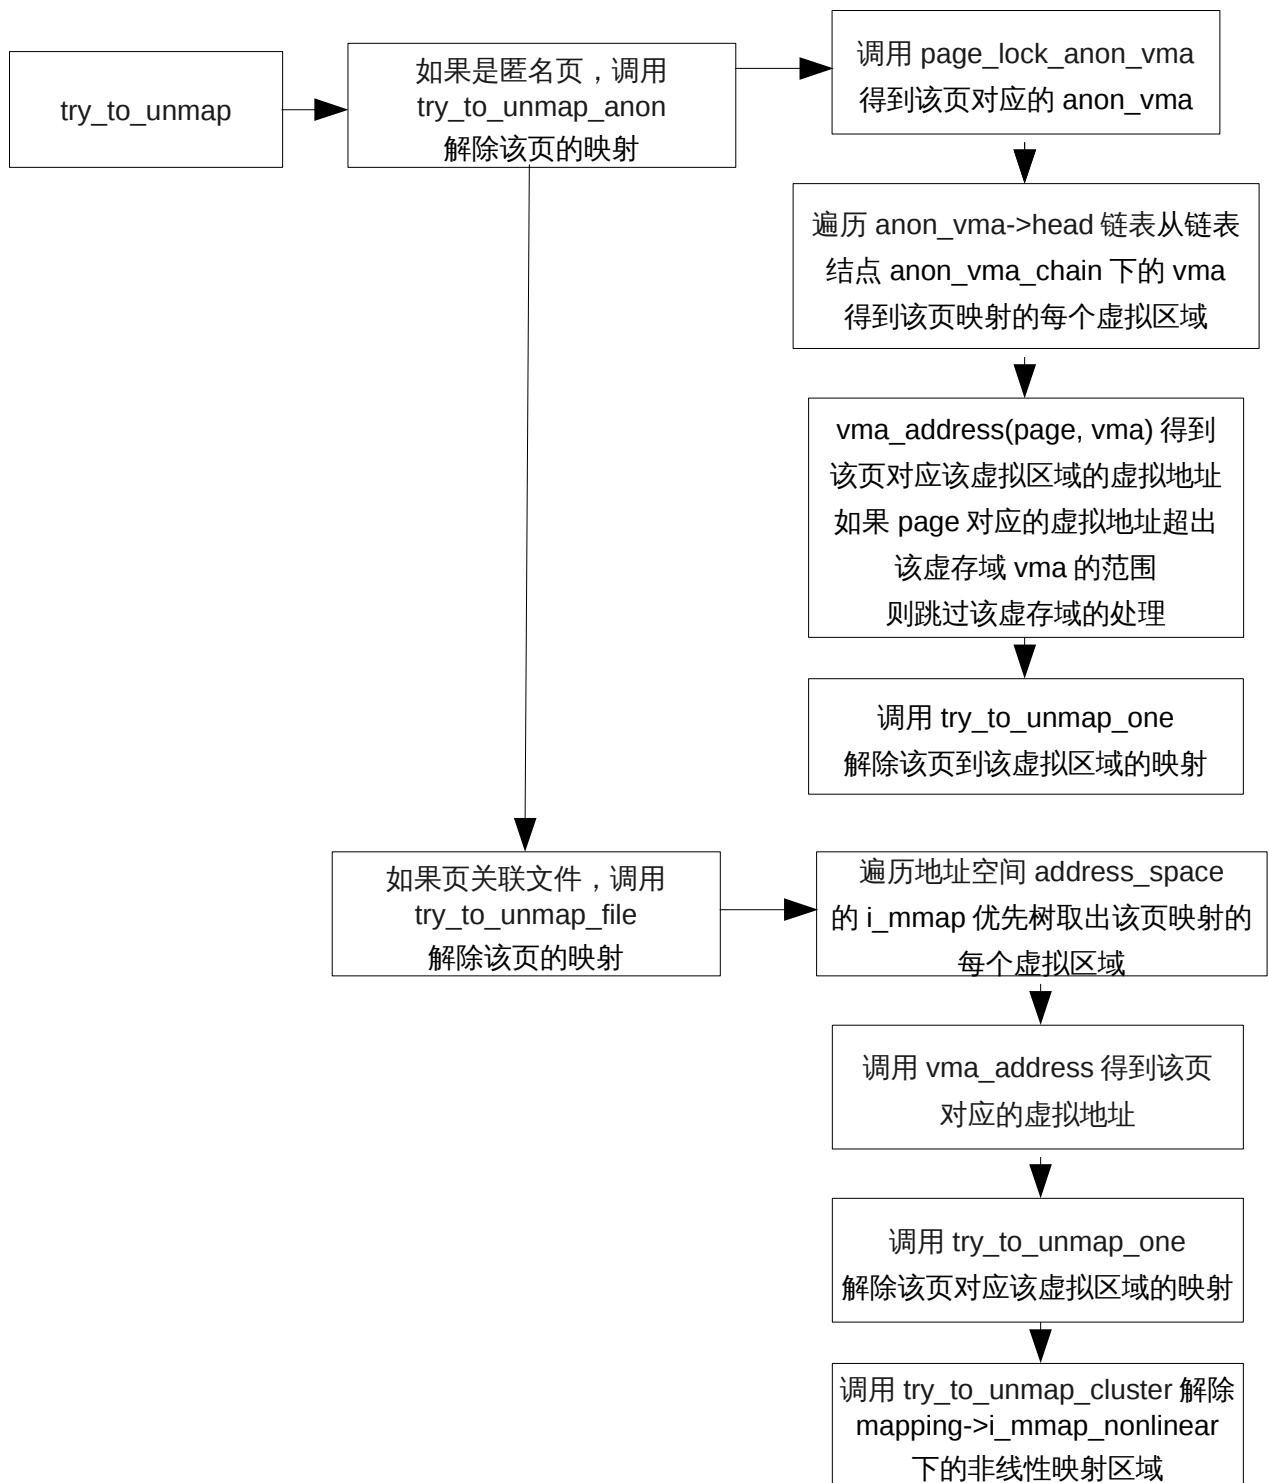 try_to_unmap
如果是匿名页，调用
try_to_unmap_anon
解除该页的映射
调用 page_lock_anon_vma
得到该页对应的 anon_vma
遍历 anon_vma->head 链表从链表
结点 anon_vma_chain 下的 vma
得到该页映射的每个虚拟区域
vma_address(page, vma) 得到
该页对应该虚拟区域的虚拟地址
如果 page 对应的虚拟地址超出
该虚存域 vma 的范围
则跳过该虚存域的处理
调用 try_to_unmap_one
解除该页到该虚拟区域的映射
如果页关联文件，调用
try_to_unmap_file
解除该页的映射
遍历地址空间 address_space
的 i_mmap 优先树取出该页映射的
每个虚拟区域
调用 vma_address 得到该页
对应的虚拟地址
调用 try_to_unmap_one
解除该页对应该虚拟区域的映射
调用 try_to_unmap_cluster 解除
mapping->i_mmap_nonlinear
下的非线性映射区域